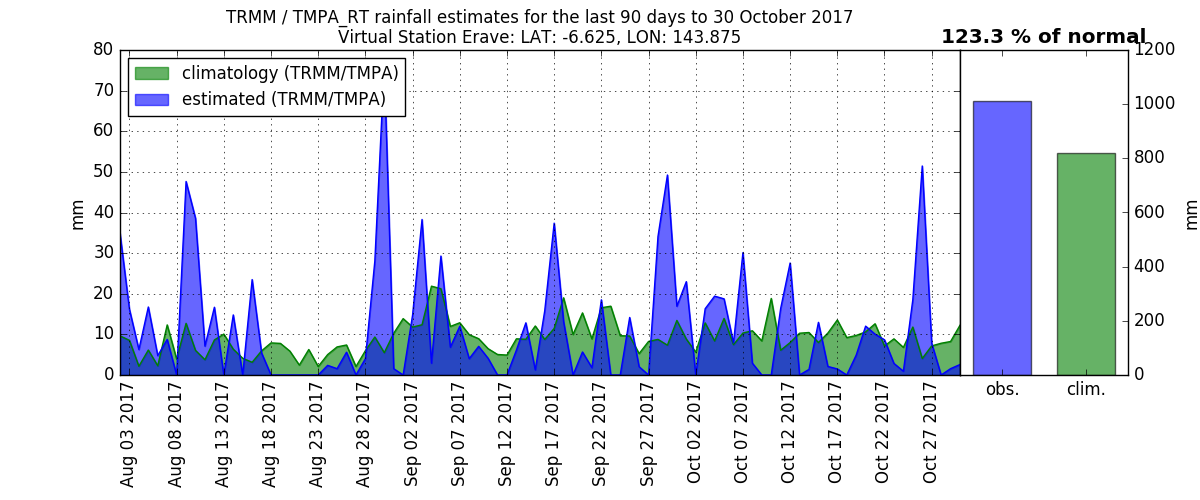 TRMM / TMPA_RT rainfall estimates for the last 90 days to 30 October 2017
Virtual Station Erave: LAT: -6.625, LON: 143.875
123.3 % of normal
climatology (TRMM/TMPA)
estimated (TRMM/TMPA)
80
70
60
50
40
30
20
10
0
mm
Aug 03 2017
Aug 08 2017
Aug 13 2017
Aug 18 2017
Aug 23 2017
Aug 28 2017
Sep 02 2017
Sep 07 2017
Sep 12 2017
Sep 17 2017
Sep 22 2017
Sep 27 2017
Oct 02 2017
Oct 07 2017
Oct 12 2017
Oct 17 2017
Oct 22 2017
Oct 27 2017
obs.
clim.
1200
1000
800
600
400
200
0
mm